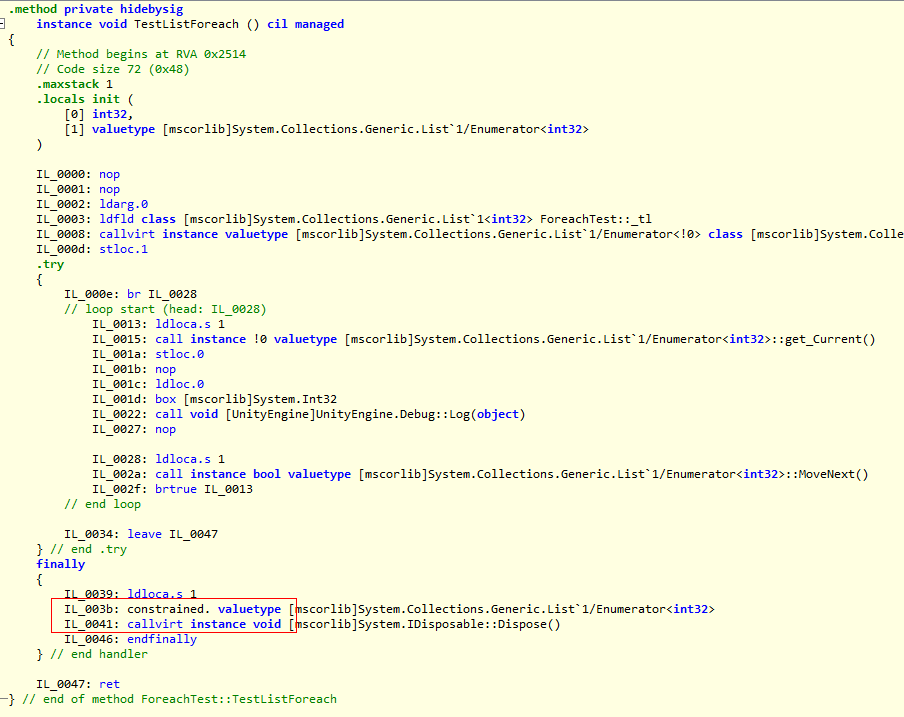 .method private hidebysig
instance void TestListForeach () cil managed
{
// Method begins at RVA 0x2514
// Code size 72 (0x48)
.maxstack 1
.locals init (
[0] int32,
[1] valuetype [mscorlib]System.Collections.Generic.List`1/Enumerator<int32>
)
IL_0000: nop
IL_0001: nop
IL_0002: ldarg.0
IL_0003: ldfld class [mscorlib]System.Collections.Generic.List`1<int32> ForeachTest::_tl
IL_0008: callvirt instance valuetype [mscorlib]System.Collections.Generic.List`1/Enumerator<!0> class [mscorlib]System.Colle
IL_000d: stloc.1
.try
{
IL_000e: br IL_0028
// loop start (head: IL_0028)
IL_0013: ldloca.s 1
IL_0015: call instance !0 valuetype [mscorlib]System.Collections.Generic.List`1/Enumerator<int32>::get_Current()
IL_001a: stloc.0
IL_001b: nop
IL_001c: ldloc.0
IL_001d: box [mscorlib]System.Int32
IL_0022: call void [UnityEngine]UnityEngine.Debug::Log(object)
IL_0027: nop
IL_0028: ldloca.s 1
IL_002a: call instance bool valuetype [mscorlib]System.Collections.Generic.List`1/Enumerator<int32>::MoveNext()
IL_002f: brtrue IL_0013
// end loop
IL_0034: leave IL_0047
} // end .try
finally
{
IL_0039: ldloca.s 1
IL_003b: constrained. valuetype [mscorlib]System.Collections.Generic.List`1/Enumerator<int32>
IL_0041: callvirt instance void [mscorlib]System.IDisposable::Dispose()
IL_0046: endfinally
} // end handler
IL_0047: ret
} // end of method ForeachTest::TestListForeach